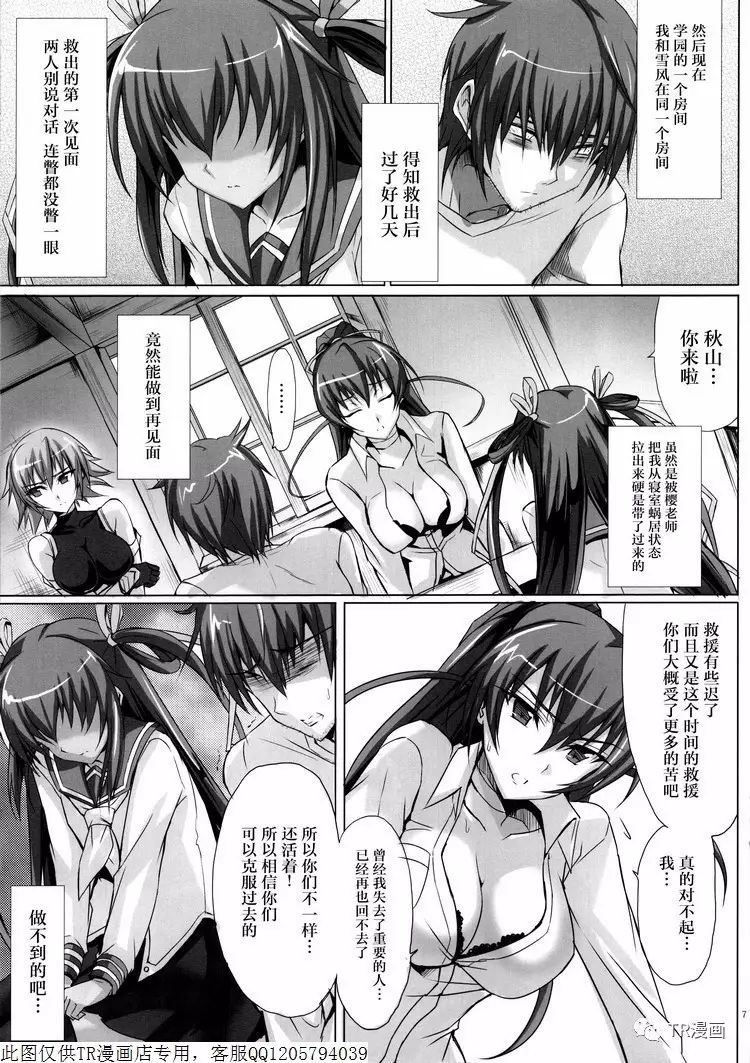 然后现在
学园的一个房间
我和雪风在同一个房间
得知救出后
过了好几天
救出的第一次见面
两人别说对话 连瞥都没瞥一眼
秋山…
你来啦
虽然是被樱老师
把我从寝室蜗居状态
拉出来硬是带了过来的
……
竟然能
做到再见面
救援有些迟了
而且又是这个时间的救援
你们大概受了更多的苦吧
真的对不起…
我…
曾经我失去了重要的人…
已经再也回不去了
所以你们不一样…
还活着！
所以相信你们
可以克服过去的
做不到的吧…
7
TR漫画
此图仅供TR漫画店专用，客服QQ1205794039